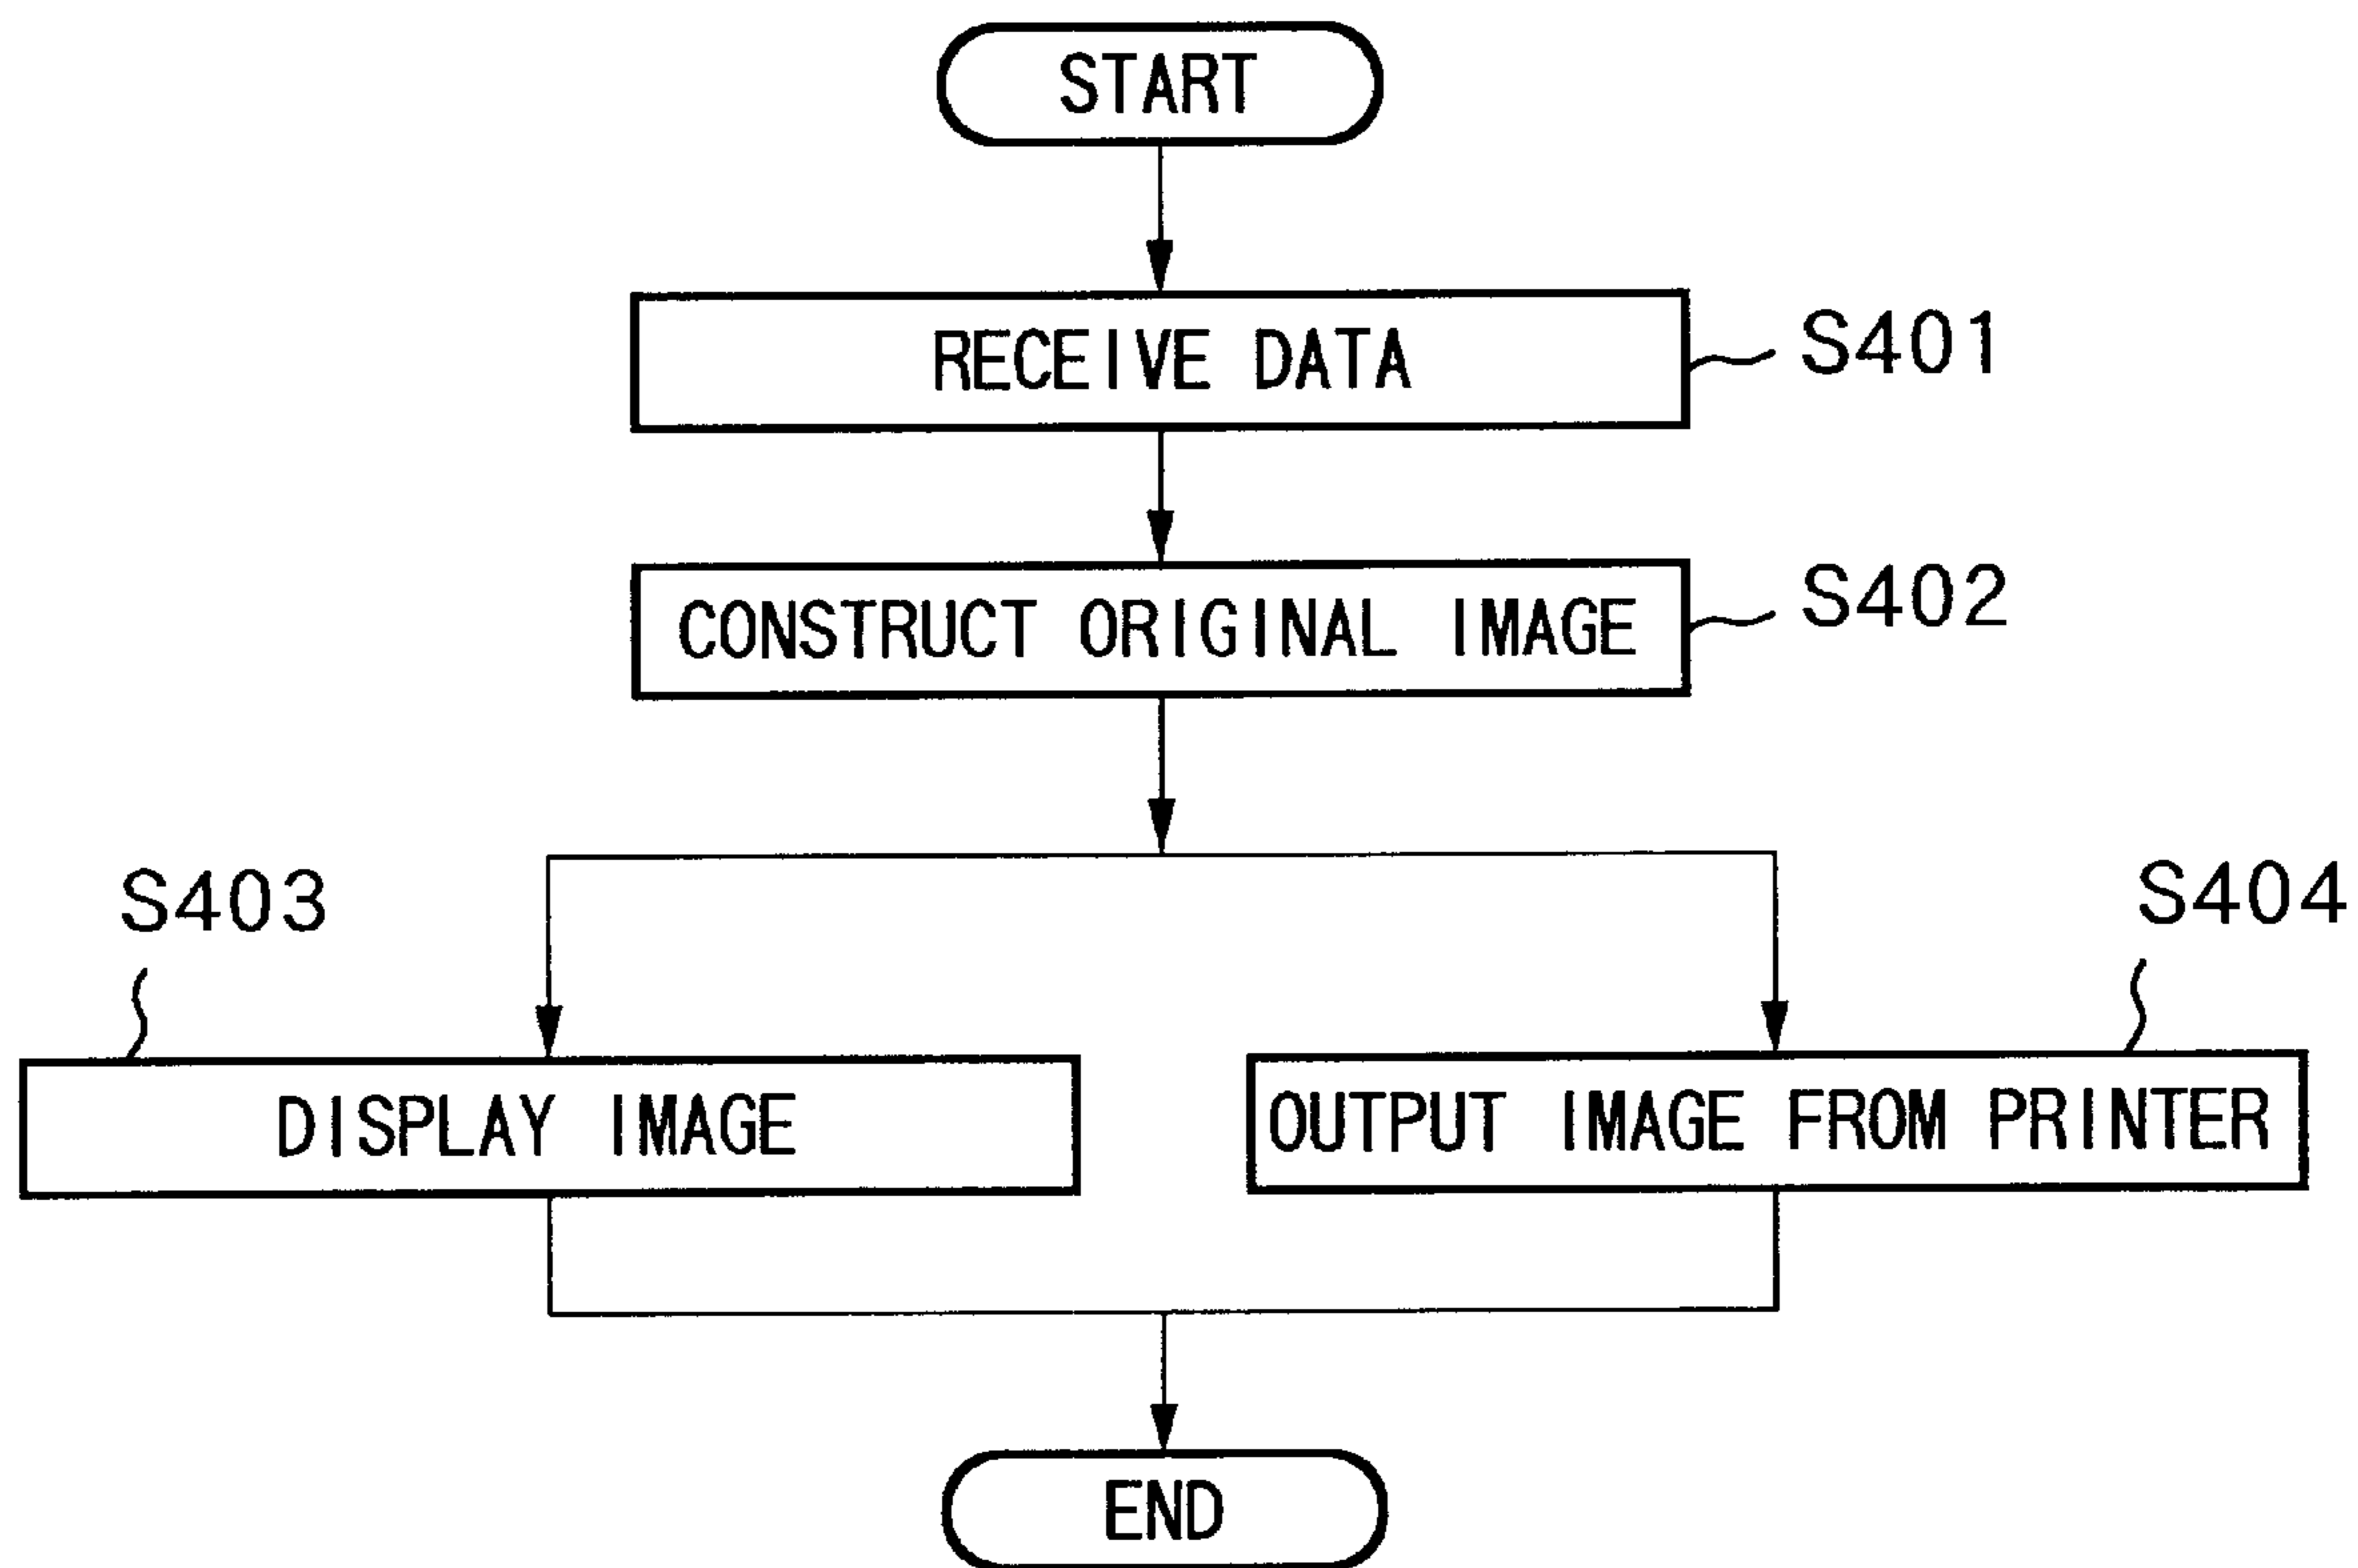 START
RECEIVE DATA S401
CONSTRUCT ORIGINAL IMAGE S402
S403 S404
DISPLAY IMAGE OUTPUT IMAGE FROM PRINTER
END